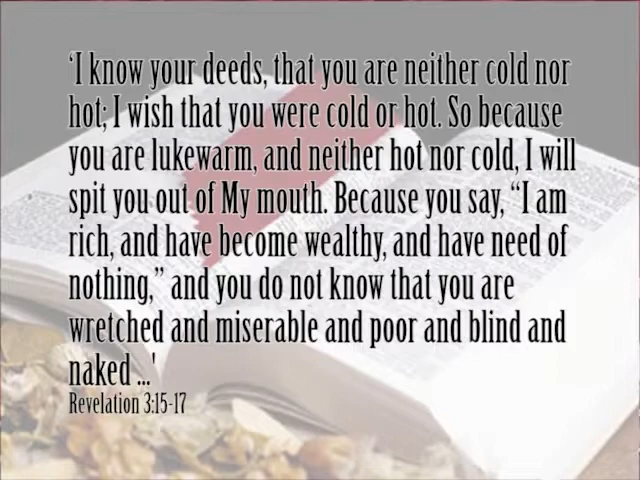 ‘I know your deeds, that you are neither cold nor
hot; I wish that you were cold or hot. So because
you are lukewarm, and neither hot nor cold, I will
spit you out of My mouth. Because you say, “I am
rich, and have become wealthy, and have need of
nothing,” and you do not know that you are
wretched and miserable and poor and blind and
naked ...'
Revelation 3:15-17